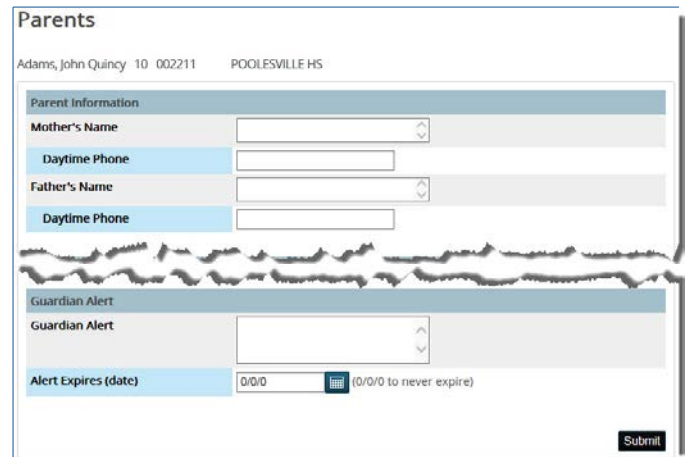 Parents
Adams, John Quincy 10 002211 POOLESVILLE HS
Parent Information
Mother's Name
Daytime Phone
Father's Name
Daytime Phone
Guardian Alert
Guardian Alert
Alert Expires (date) 0/0/0 (0/0/0 to never expire)
Submit